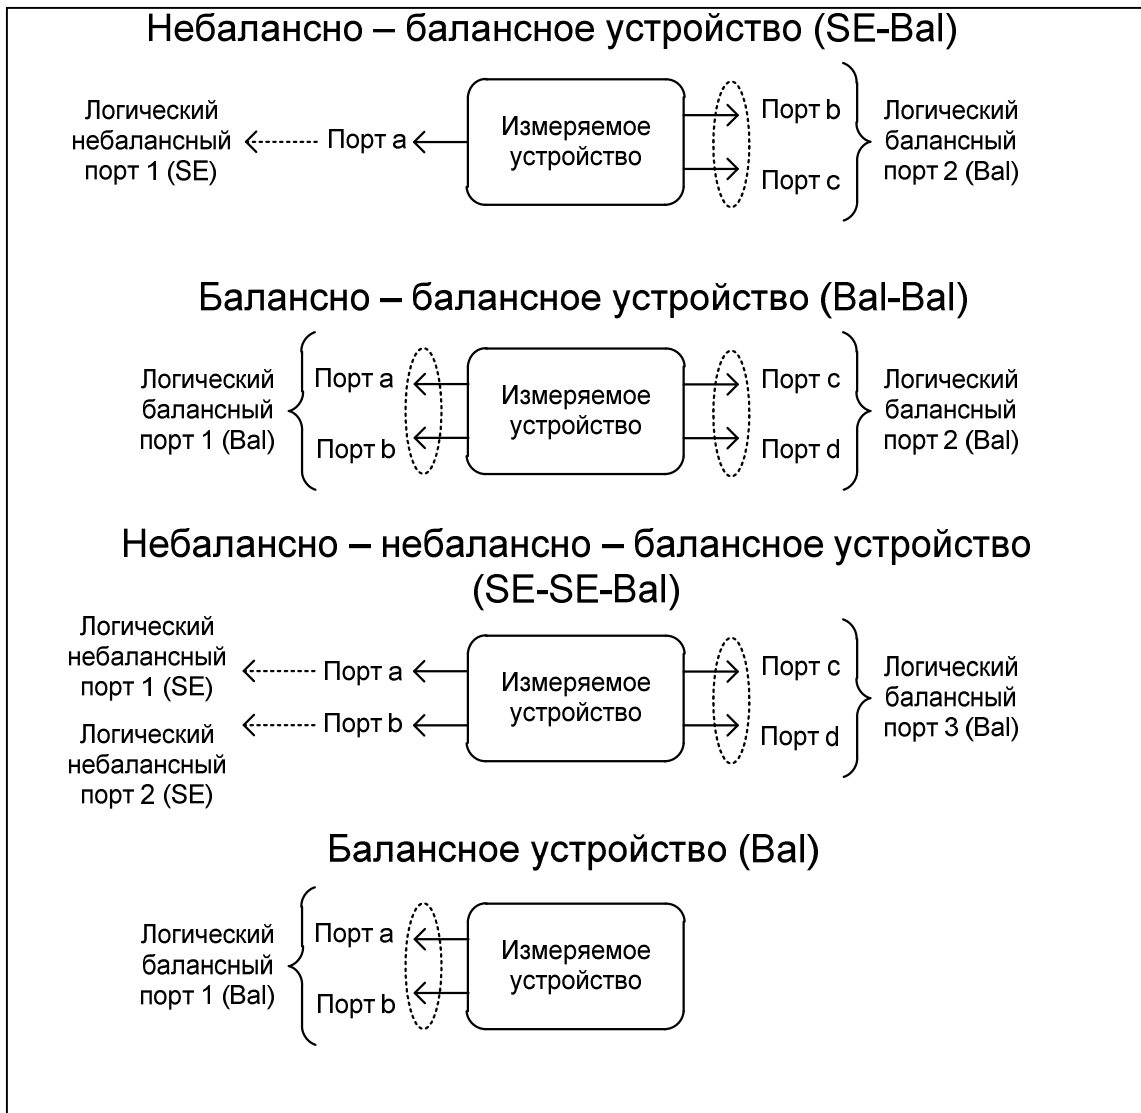 Небалансно – балансное устройство (SE-Bal)
Логический
небалансный
порт 1 (SE)
Порт a
Измеряемое
устройство
Порт b
Порт c
Логический
балансный
порт 2 (Bal)
Балансно – балансное устройство (Bal-Bal)
Логический
балансный
порт 1 (Bal)
Порт a
Порт b
Измеряемое
устройство
Порт c
Порт d
Логический
балансный
порт 2 (Bal)
Небалансно – небалансно – балансное устройство
(SE-SE-Bal)
Логический
небалансный
порт 1 (SE)
Логический
небалансный
порт 2 (SE)
Порт a
Порт b
Измеряемое
устройство
Порт c
Порт d
Логический
балансный
порт 3 (Bal)
Балансное устройство (Bal)
Логический
балансный
порт 1 (Bal)
Порт a
Порт b
Измеряемое
устройство